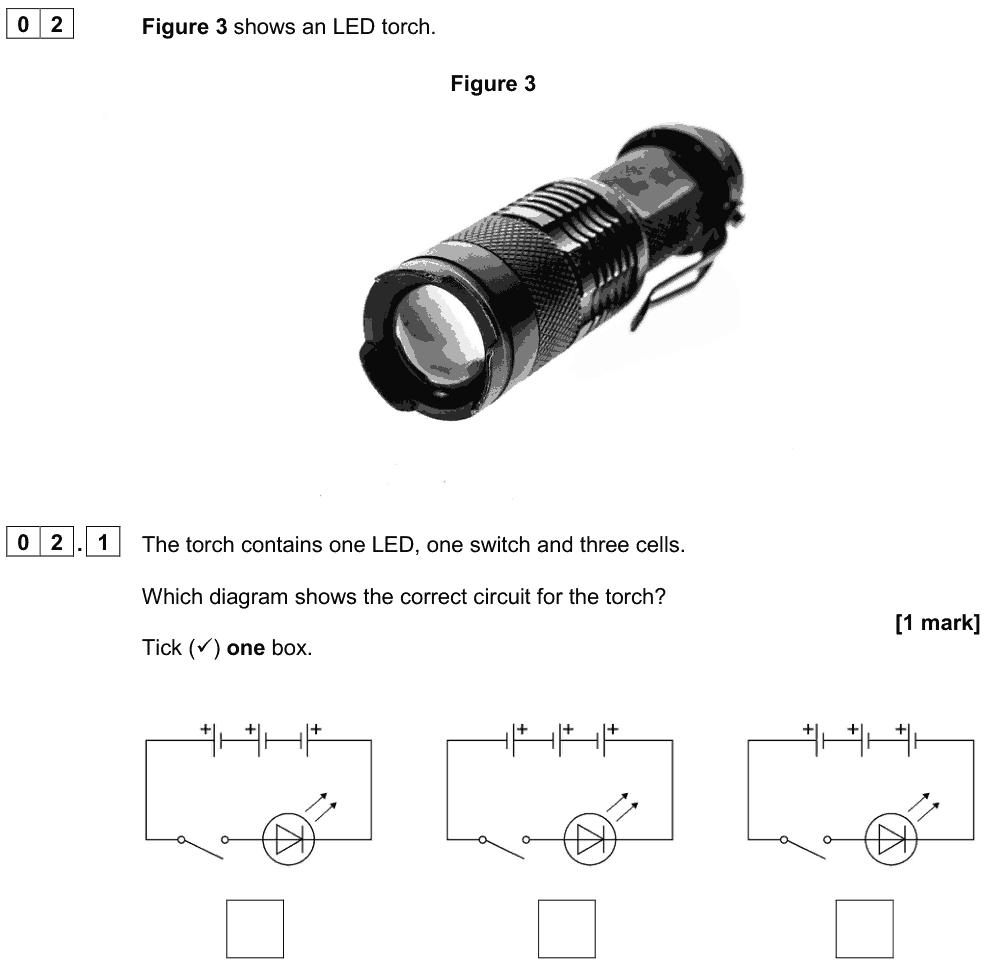 0 2 Figure 3 shows an LED torch.
Figure 3
0 2 . 1 The torch contains one LED, one switch and three cells.
Which diagram shows the correct circuit for the torch?
[1 mark]
Tick (✓) one box.
+ + + + + + + + +